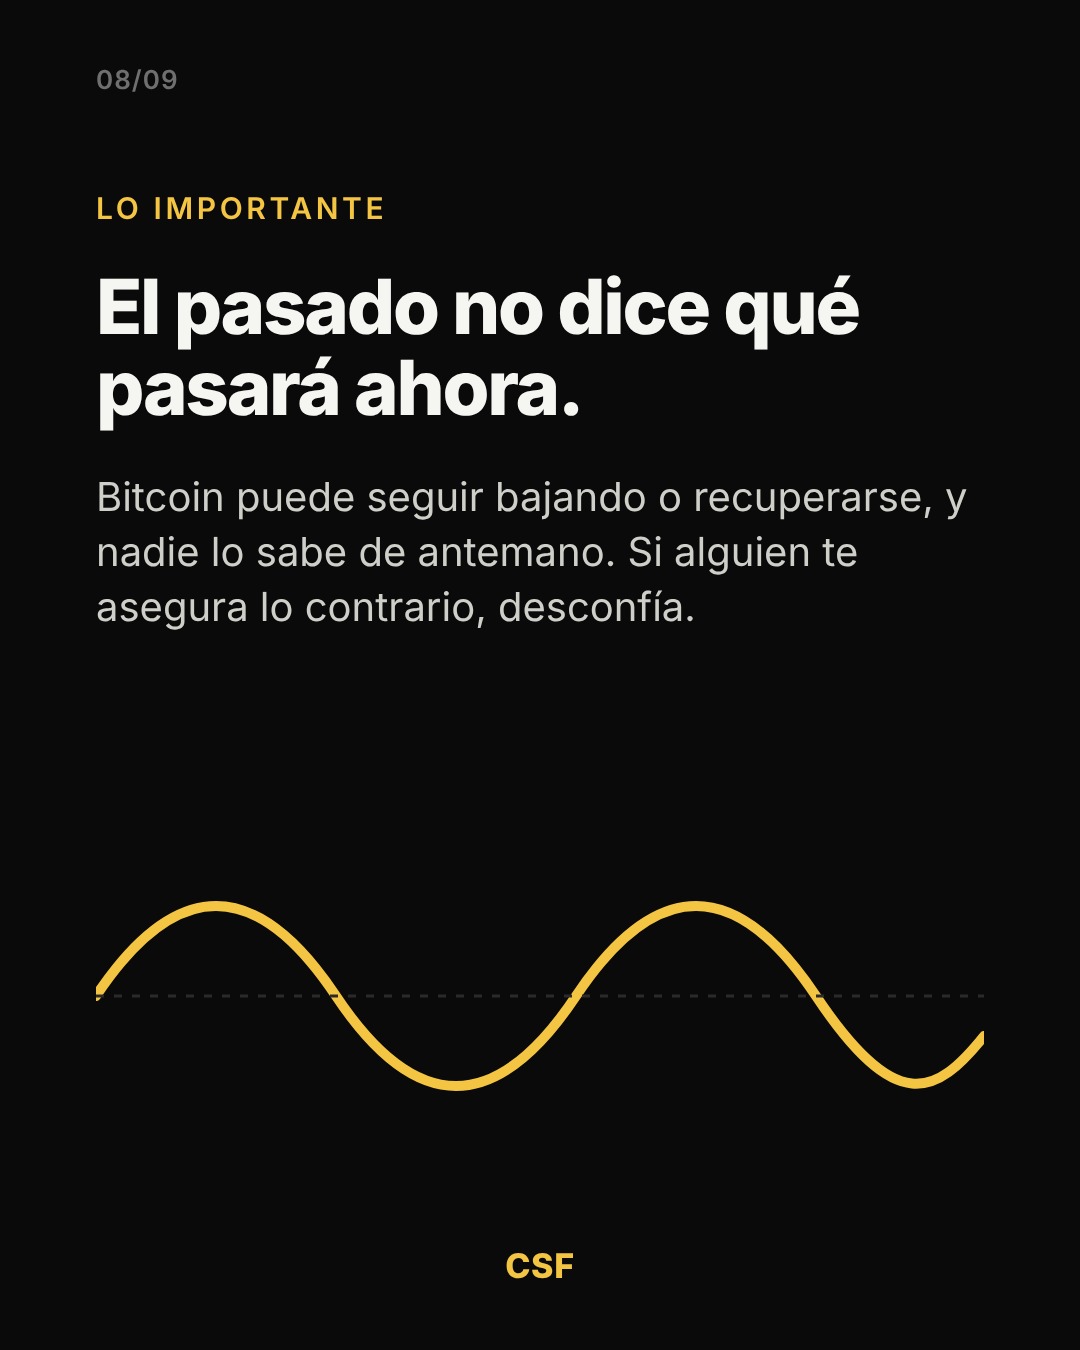 08/09
LO IMPORTANTE
El pasado no dice qué
pasará ahora.
Bitcoin puede seguir bajando o recuperarse, y
nadie lo sabe de antemano. Si alguien te
asegura lo contrario, desconfía.
CSF